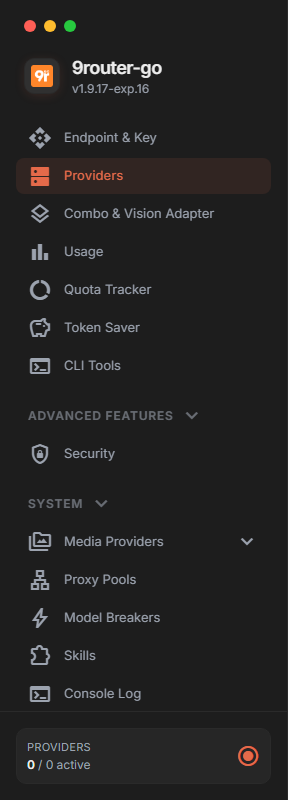 9r
9router-go
v1.9.17-exp.16
Endpoint & Key
Providers
Combo & Vision Adapter
Usage
Quota Tracker
Token Saver
CLI Tools
ADVANCED FEATURES
Security
SYSTEM
Media Providers
Proxy Pools
Model Breakers
Skills
Console Log
PROVIDERS
0 / 0 active